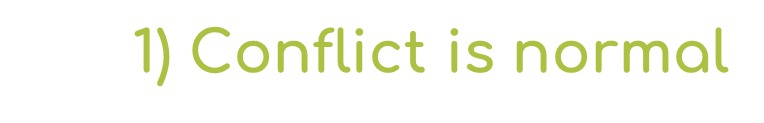 1) Conflict is normal